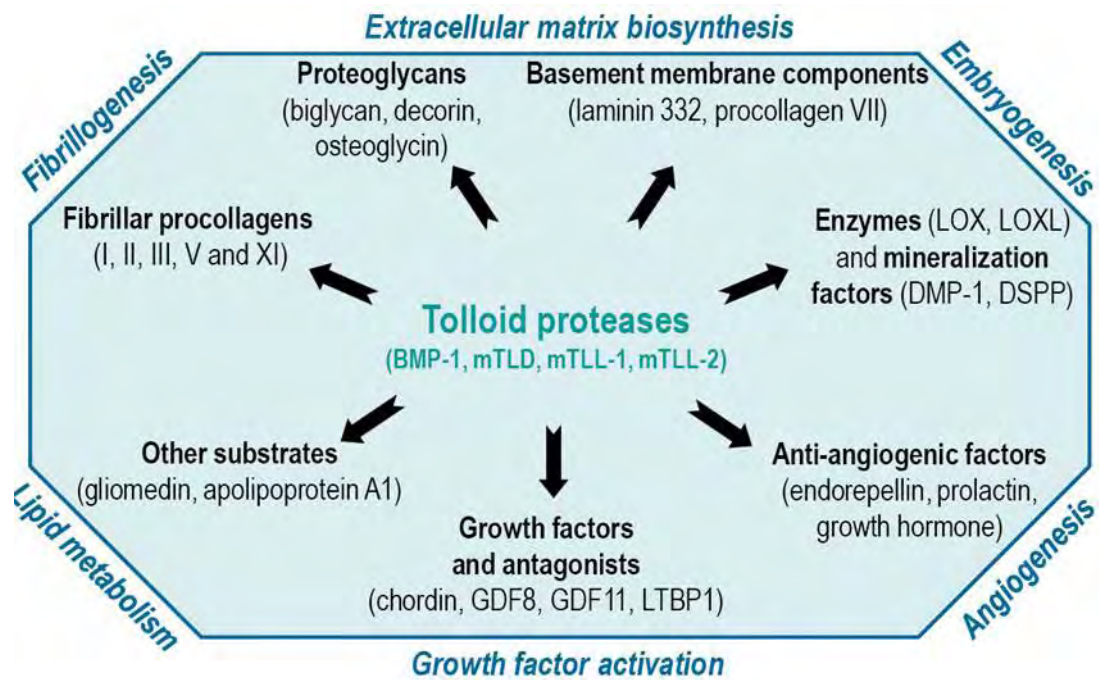 Extracellular matrix biosynthesis
Fibrillogenesis
Embryogenesis
Proteoglycans
(biglycan, decorin,
osteoglycin)
Basement membrane components
(laminin 332, procollagen VII)
Fibrillar procollagens
(I, II, III, V and XI)
Enzymes (LOX, LOXL)
and mineralization
factors (DMP-1, DSPP)
Tolloid proteases
(BMP-1, mTLD, mTLL-1, mTLL-2)
Other substrates
(gliomedin, apolipoprotein A1)
Growth factors
and antagonists
(chordin, GDF8, GDF11, LTBP1)
Anti-angiogenic factors
(endorepellin, prolactin,
growth hormone)
Lipid metabolism
Angiogenesis
Growth factor activation